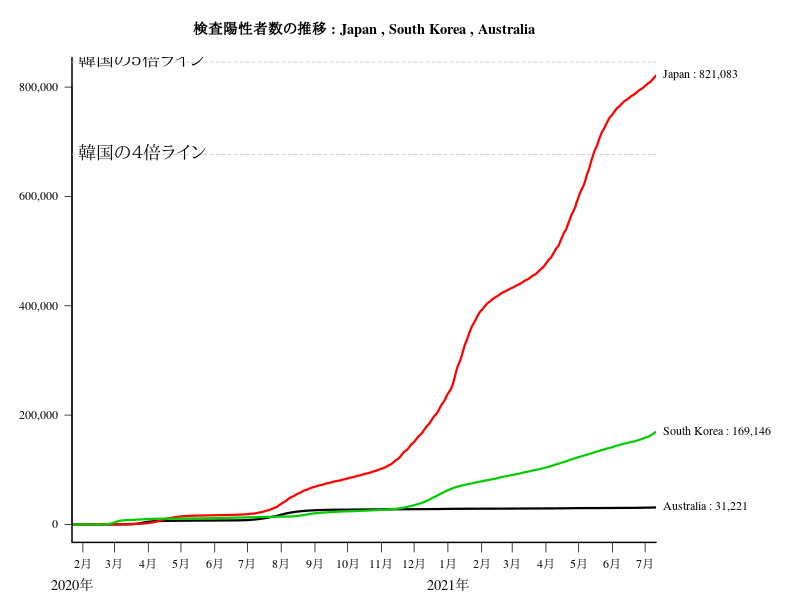 検査陽性者数の推移 : Japan , South Korea , Australia
韓国の5倍ライン
800,000
Japan : 821,083
韓国の4倍ライン
600,000
400,000
200,000
South Korea : 169,146
Australia : 31,221
0
2月 3月 4月 5月 6月 7月 8月 9月 10月 11月 12月 1月 2月 3月 4月 5月 6月 7月
2020年 2021年